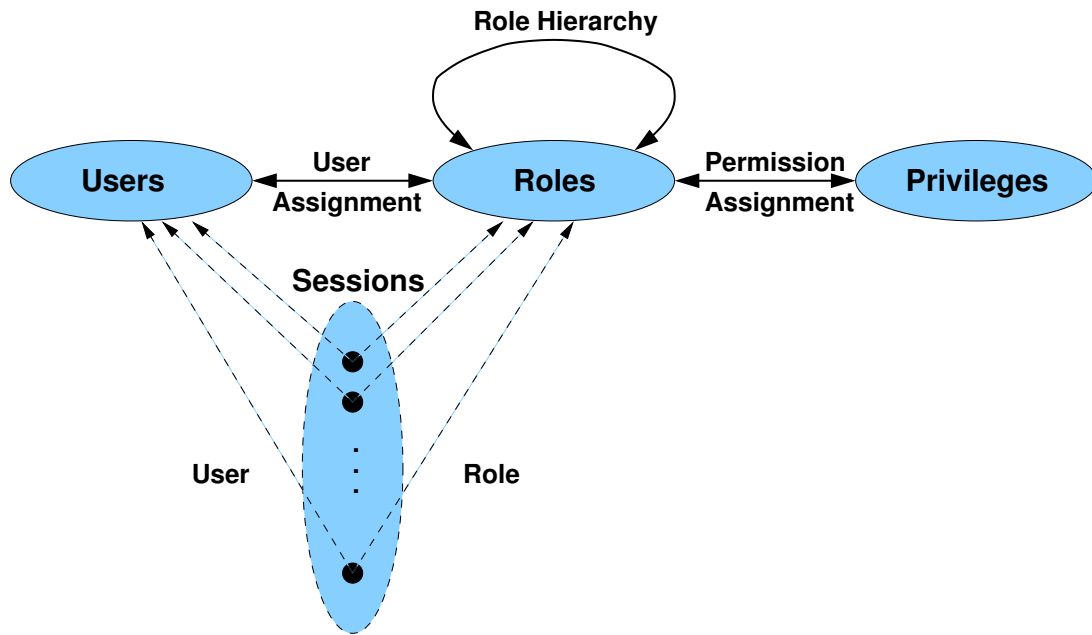 Role Hierarchy
Users
User
Assignment
Roles
Permission
Assignment
Privileges
Sessions
User
Role